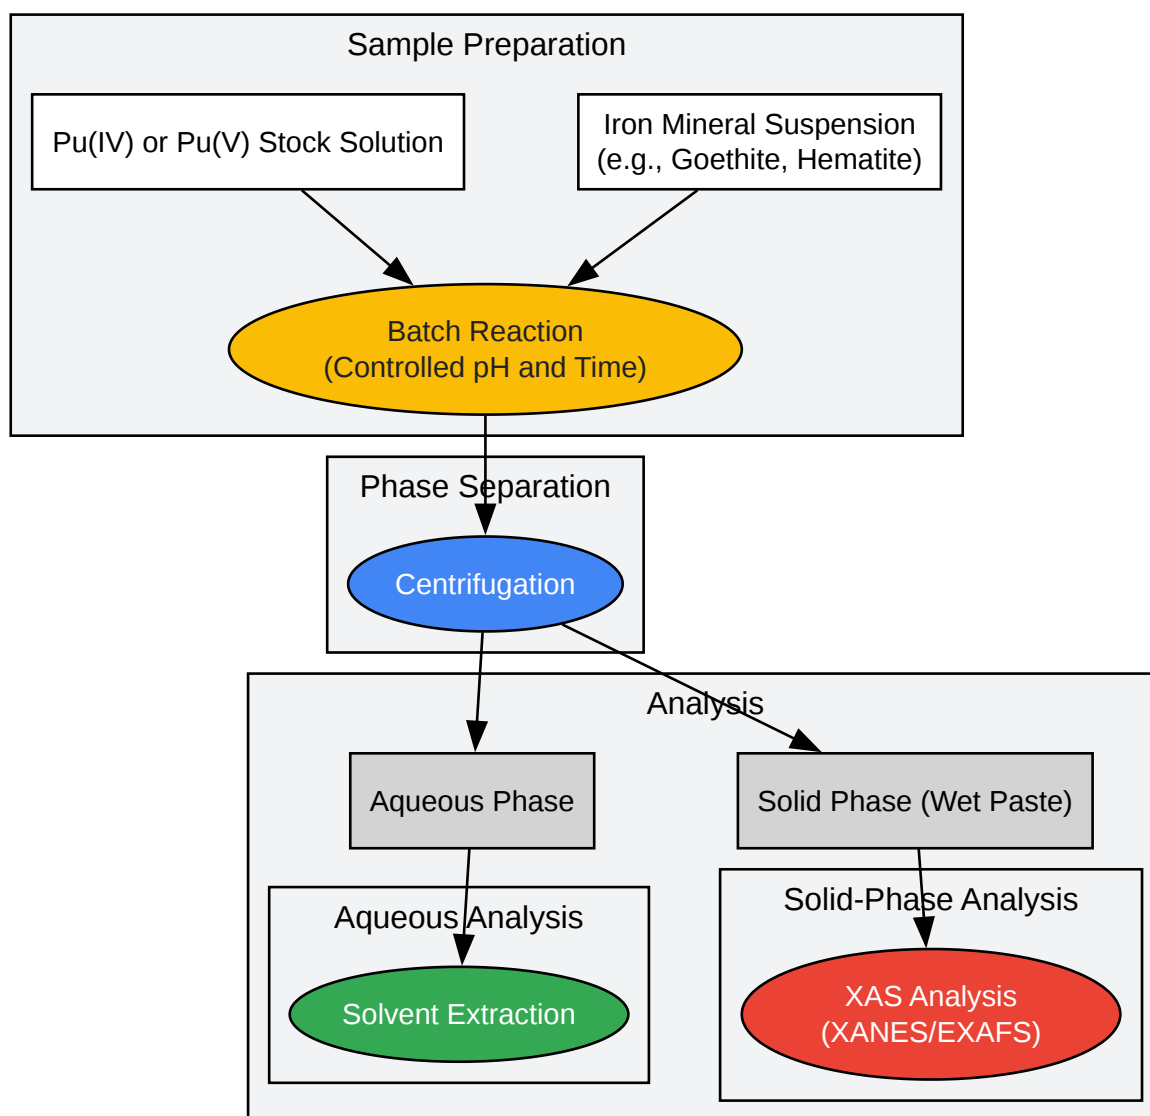 Sample Preparation
Pu(IV) or Pu(V) Stock Solution
Iron Mineral Suspension
(e.g., Goethite, Hematite)
Batch Reaction
(Controlled pH and Time)
Phase Separation
Centrifugation
Analysis
Aqueous Phase
Solid Phase (Wet Paste)
Aqueous Analysis
Solid-Phase Analysis
Solvent Extraction
XAS Analysis
(XANES/EXAFS)